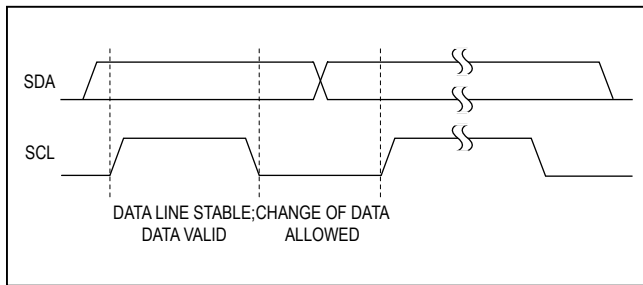 SDA
SCL
DATA LINE STABLE;
DATA VALID
CHANGE OF DATA
ALLOWED